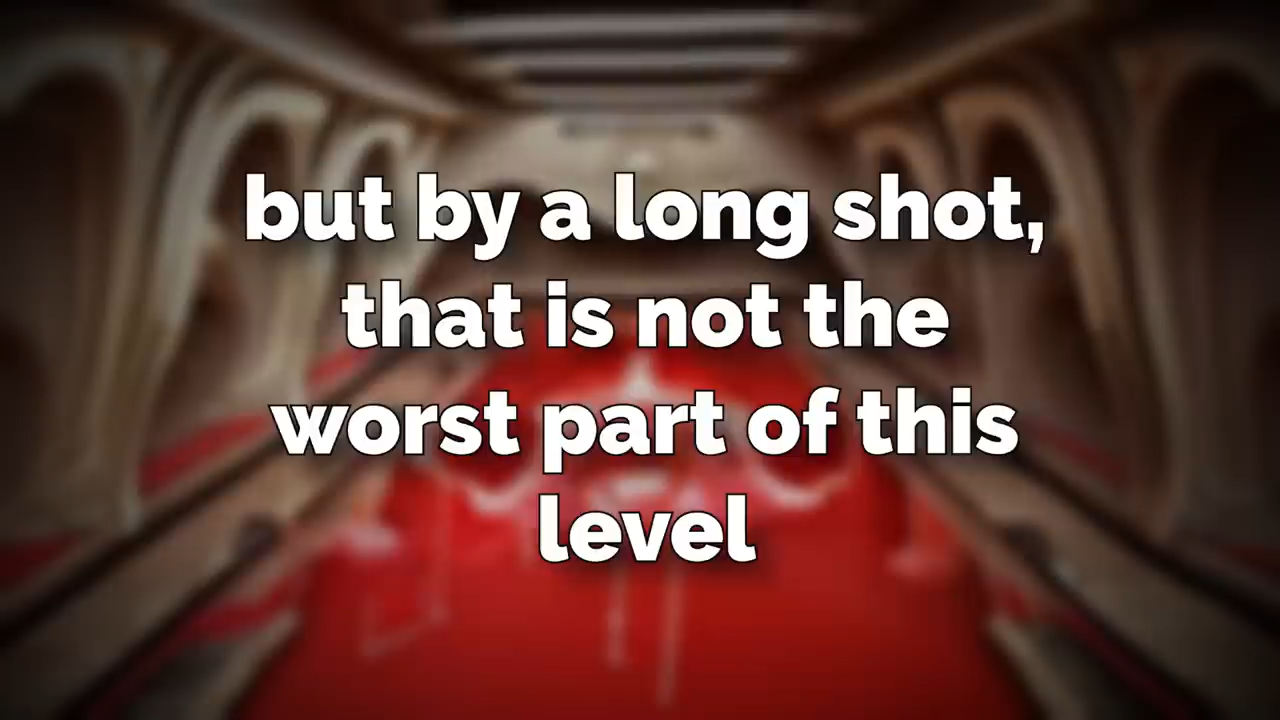 but by a long shot,
that is not the
worst part of this
level